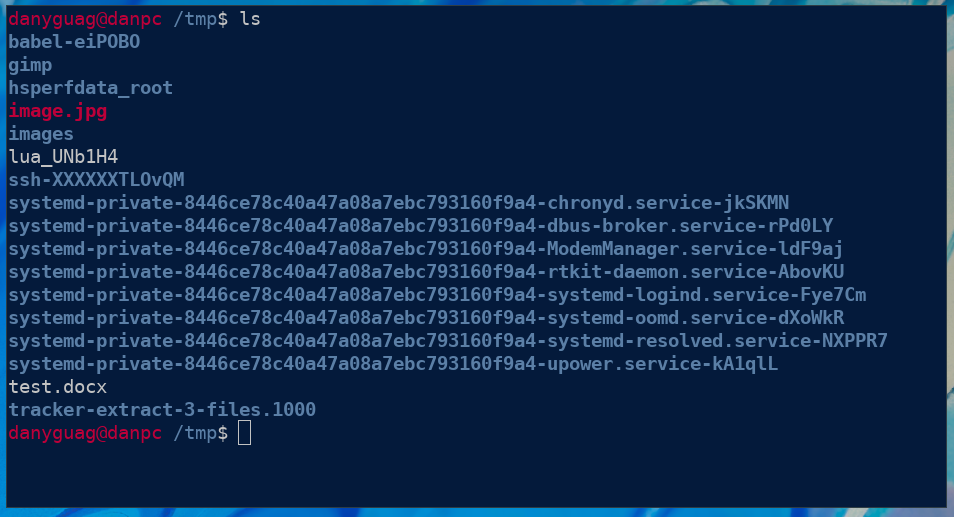 danyguag@danpc /tmp$ ls
babel-eiPOBO
gimp
hsperfdata_root
image.jpg
images
lua_UNb1H4
ssh-XXXXXXTLOvQM
systemd-private-8446ce78c40a47a08a7ebc793160f9a4-chronyd.service-jkSKMN
systemd-private-8446ce78c40a47a08a7ebc793160f9a4-dbus-broker.service-rPd0LY
systemd-private-8446ce78c40a47a08a7ebc793160f9a4-ModemManager.service-ldF9aj
systemd-private-8446ce78c40a47a08a7ebc793160f9a4-rtkit-daemon.service-AbovKU
systemd-private-8446ce78c40a47a08a7ebc793160f9a4-systemd-logind.service-Fye7Cm
systemd-private-8446ce78c40a47a08a7ebc793160f9a4-systemd-oomd.service-dXoWkR
systemd-private-8446ce78c40a47a08a7ebc793160f9a4-systemd-resolved.service-NXPPR7
systemd-private-8446ce78c40a47a08a7ebc793160f9a4-upower.service-kA1qlL
test.docx
tracker-extract-3-files.1000
danyguag@danpc /tmp$